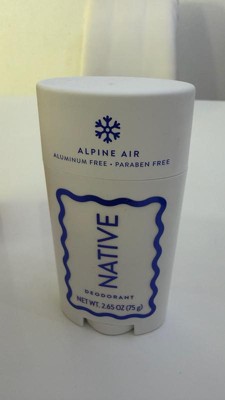 ALPINE AIR
ALUMINUM FREE • PARABEN FREE
NATIVE
DEODORANT
NET WT. 2.65 OZ (75 g)